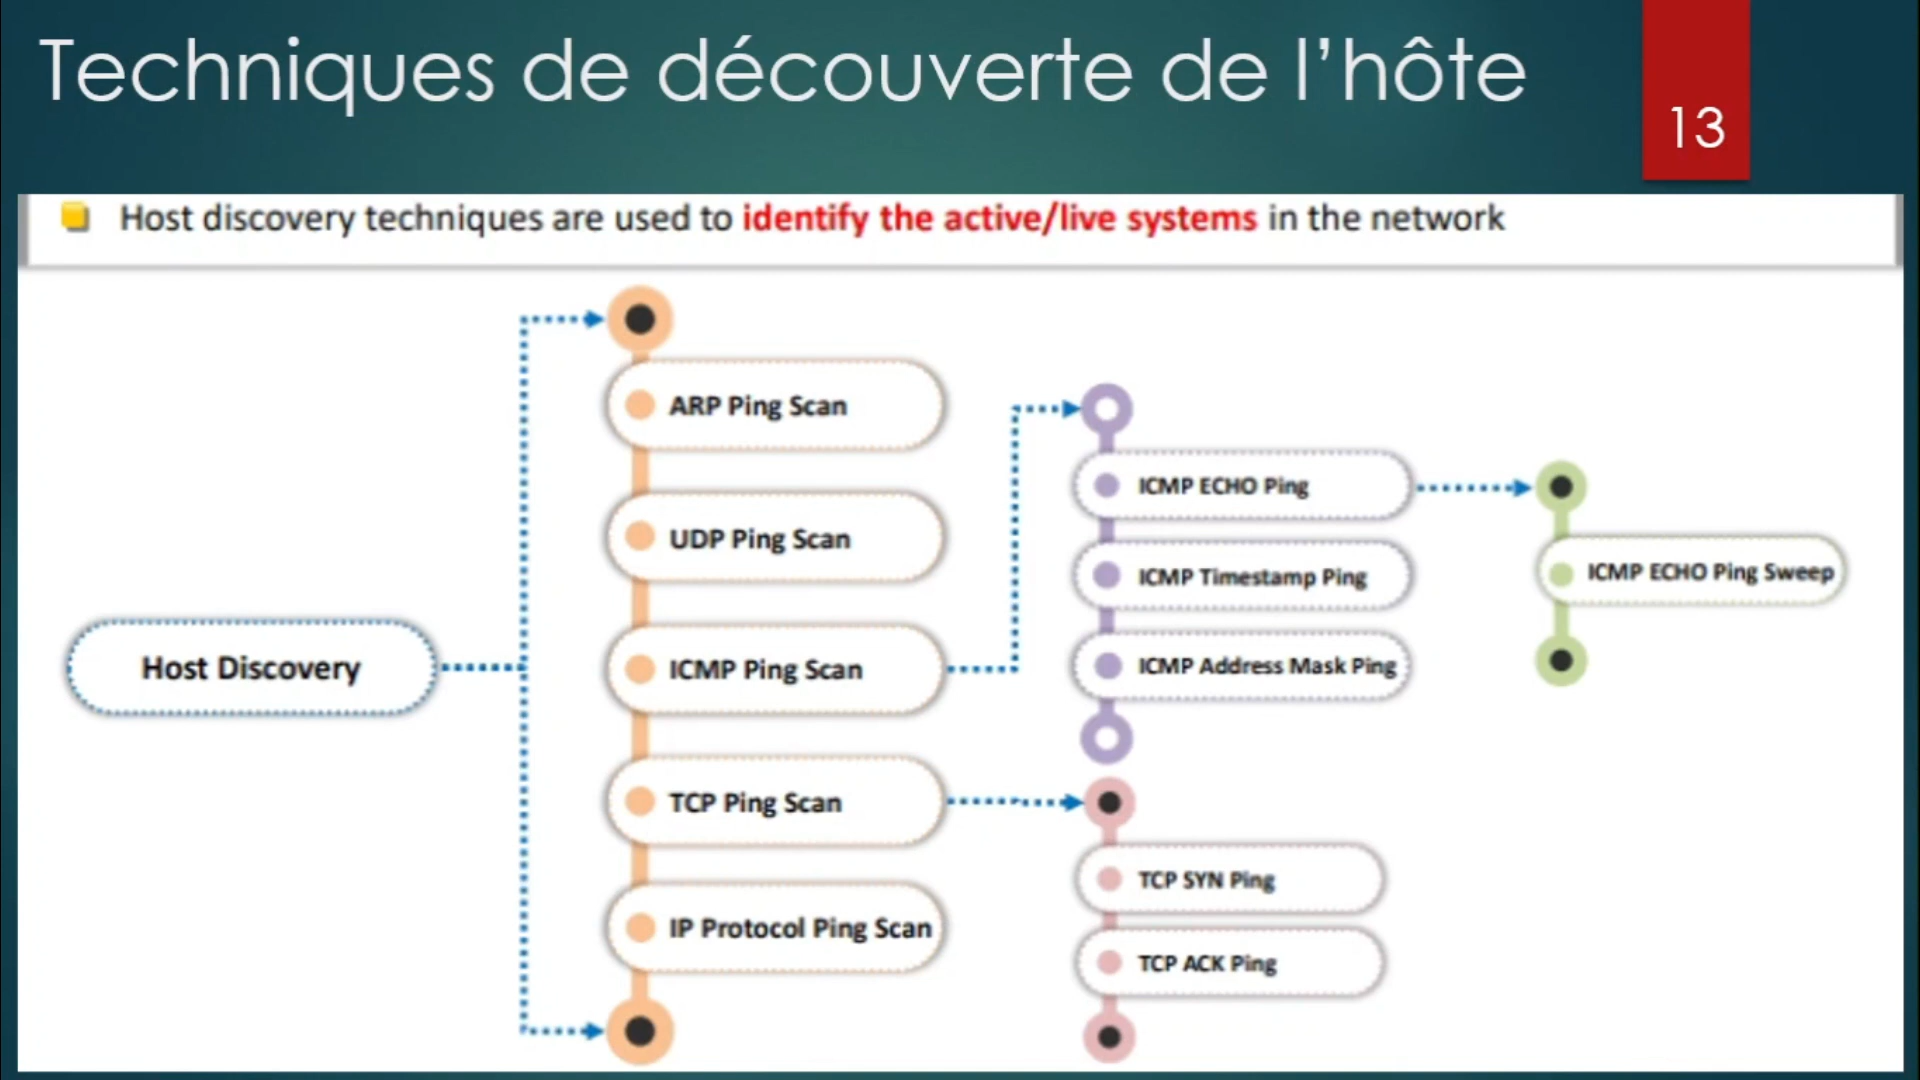 Techniques de découverte de l’hôte
13
Host discovery techniques are used to identify the active/live systems in the network
Host Discovery
ARP Ping Scan
UDP Ping Scan
ICMP Ping Scan
TCP Ping Scan
IP Protocol Ping Scan
ICMP ECHO Ping
ICMP Timestamp Ping
ICMP Address Mask Ping
ICMP ECHO Ping Sweep
TCP SYN Ping
TCP ACK Ping